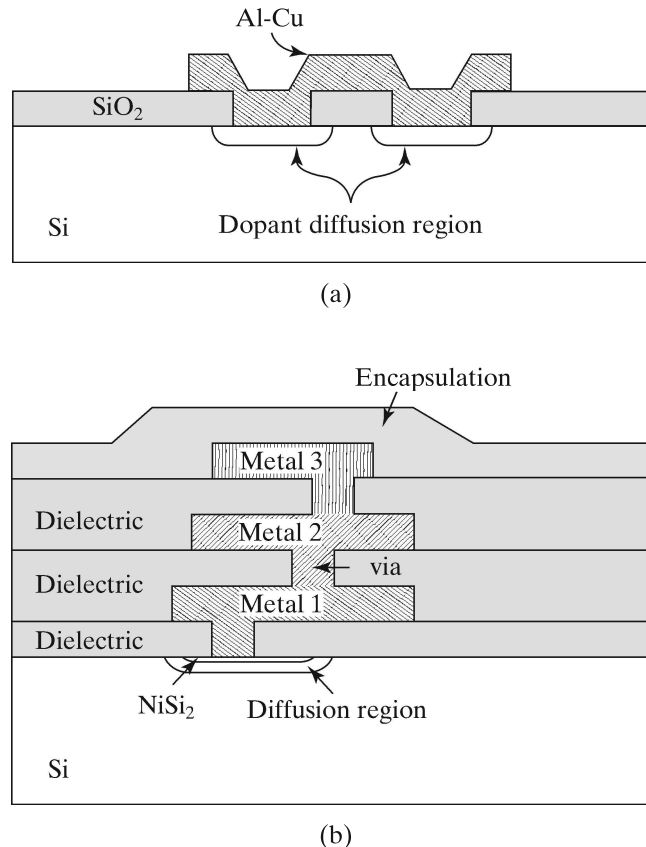 Al-Cu
SiO₂
Dopant diffusion region
Si
(a)
Encapsulation
Metal 3
Dielectric
Metal 2
Dielectric
via
Metal 1
Dielectric
NiSi₂
Diffusion region
Si
(b)